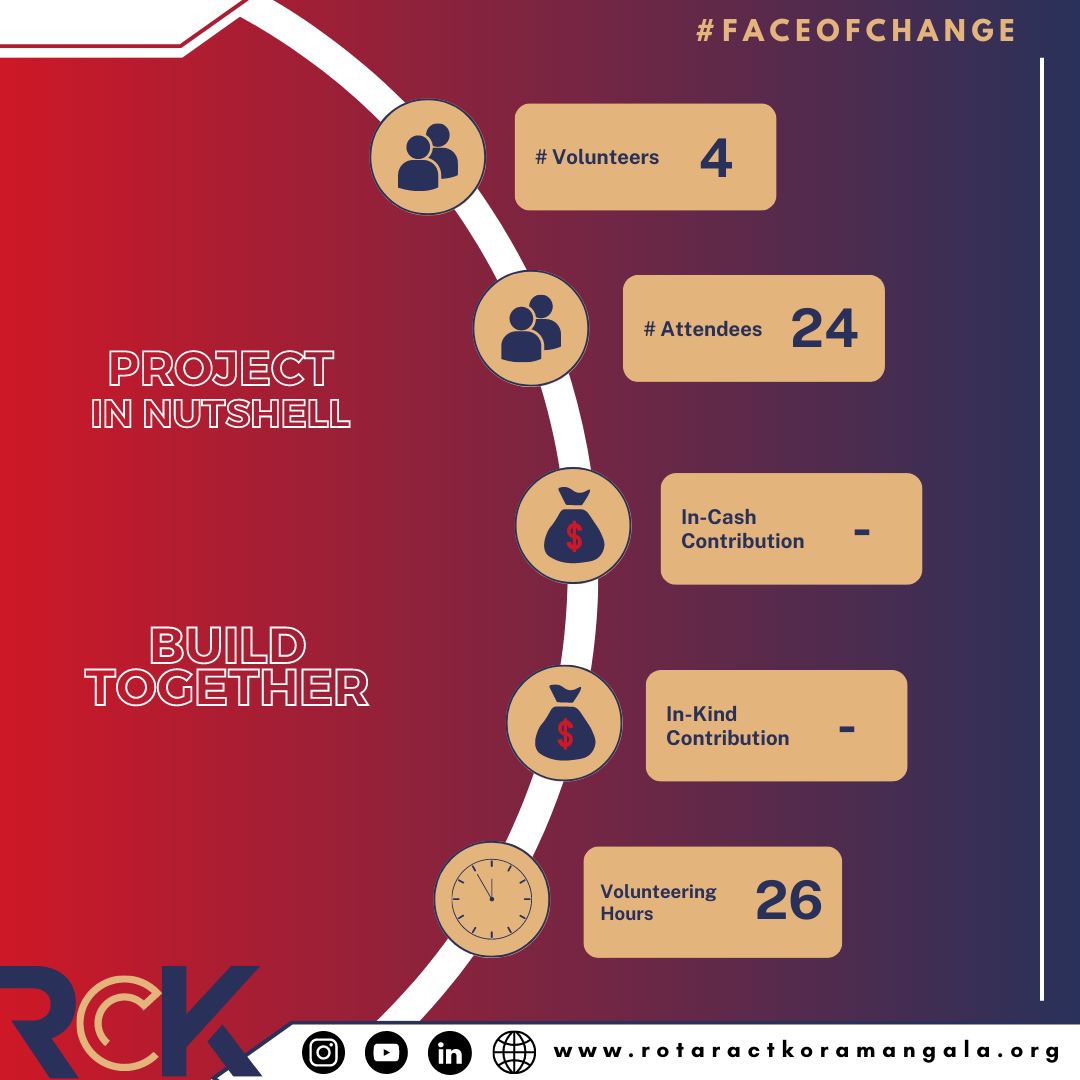 #FACEOFCHANGE
# Volunteers 4
# Attendees 24
PROJECT
IN NUTSHELL
In-Cash
Contribution -
BUILD
TOGETHER
In-Kind
Contribution -
Volunteering
Hours 26
RCK
www.rotaractkoramangala.org